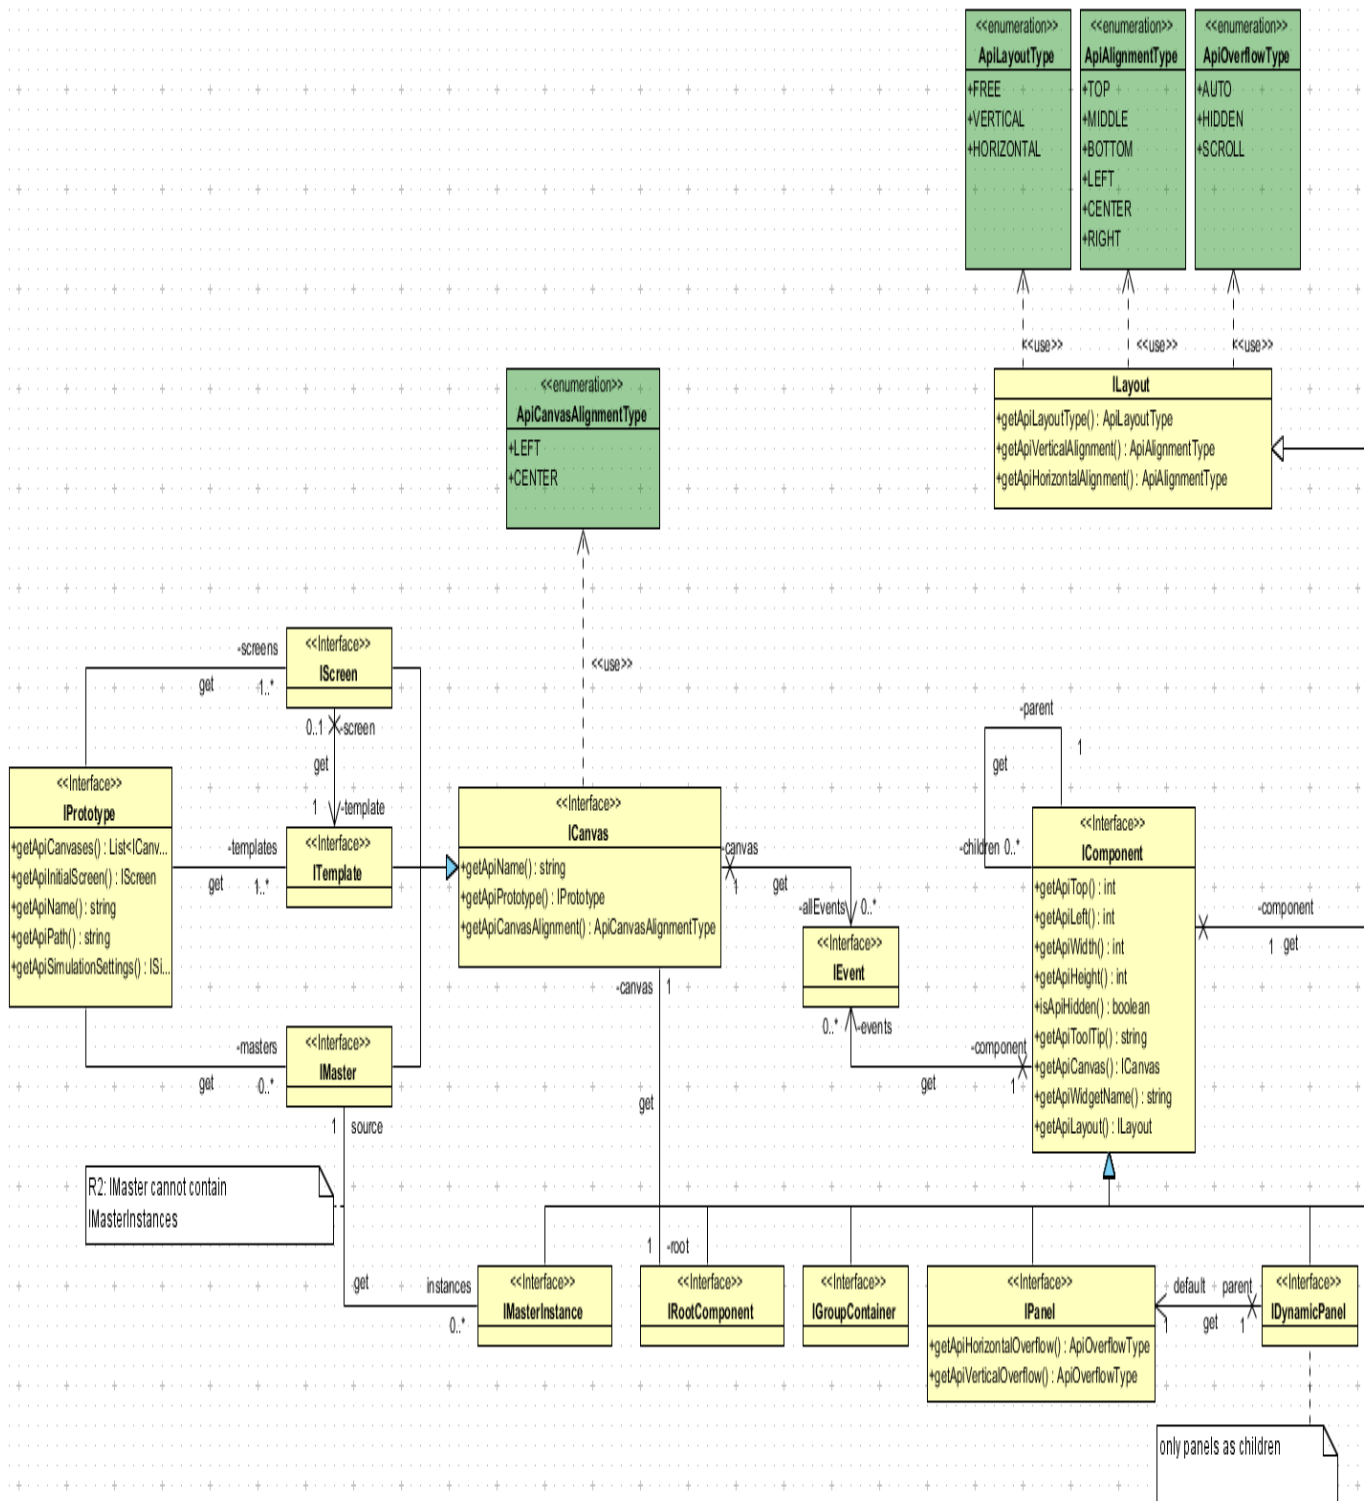 <<enumeration>>
ApiLayoutType
+FREE
+VERTICAL
+HORIZONTAL
<<enumeration>>
ApiAlignmentType
+TOP
+MIDDLE
+BOTTOM
+LEFT
+CENTER
+RIGHT
<<enumeration>>
ApiOverflowType
+AUTO
+HIDDEN
+SCROLL
<<use>>
<<use>>
<<use>>
ILayout
+getApiLayoutType() : ApiLayoutType
+getApiVerticalAlignment() : ApiAlignmentType
+getApiHorizontalAlignment() : ApiAlignmentType
<<enumeration>>
ApiCanvasAlignmentType
+LEFT
+CENTER
<<use>>
-screens
get
1..*
<<Interface>>
IScreen
0..1
-screen
get
1
-template
<<Interface>>
IPrototype
+getApiCanvases() : List<ICanv...
+getApiInitialScreen() : IScreen
+getApiName() : string
+getApiPath() : string
+getApiSimulationSettings() : ISi...
-templates
get
1..*
<<Interface>>
ITemplate
<<Interface>>
ICanvas
+getApiName() : string
+getApiPrototype() : IPrototype
+getApiCanvasAlignment() : ApiCanvasAlignmentType
-canvas
1
get
-allEvents
0..*
<<Interface>>
IEvent
0..*
-events
-component
get
1
-parent
1
get
-children 0..*
<<Interface>>
IComponent
+getApiTop() : int
+getApiLeft() : int
+getApiWidth() : int
+getApiHeight() : int
+isApiHidden() : boolean
+getApiToolTip() : string
+getApiCanvas() : ICanvas
+getApiWidgetName() : string
+getApiLayout() : ILayout
-component
1
get
-masters
get
0..*
<<Interface>>
IMaster
1
source
-canvas
1
get
1
-root
R2: IMaster cannot contain
IMasterInstances
get
instances
0..*
<<Interface>>
IMasterInstance
<<Interface>>
IRootComponent
<<Interface>>
IGroupContainer
<<Interface>>
IPanel
+getApiHorizontalOverflow() : ApiOverflowType
+getApiVerticalOverflow() : ApiOverflowType
default
parent
1
get
1
<<Interface>>
IDynamicPanel
only panels as children